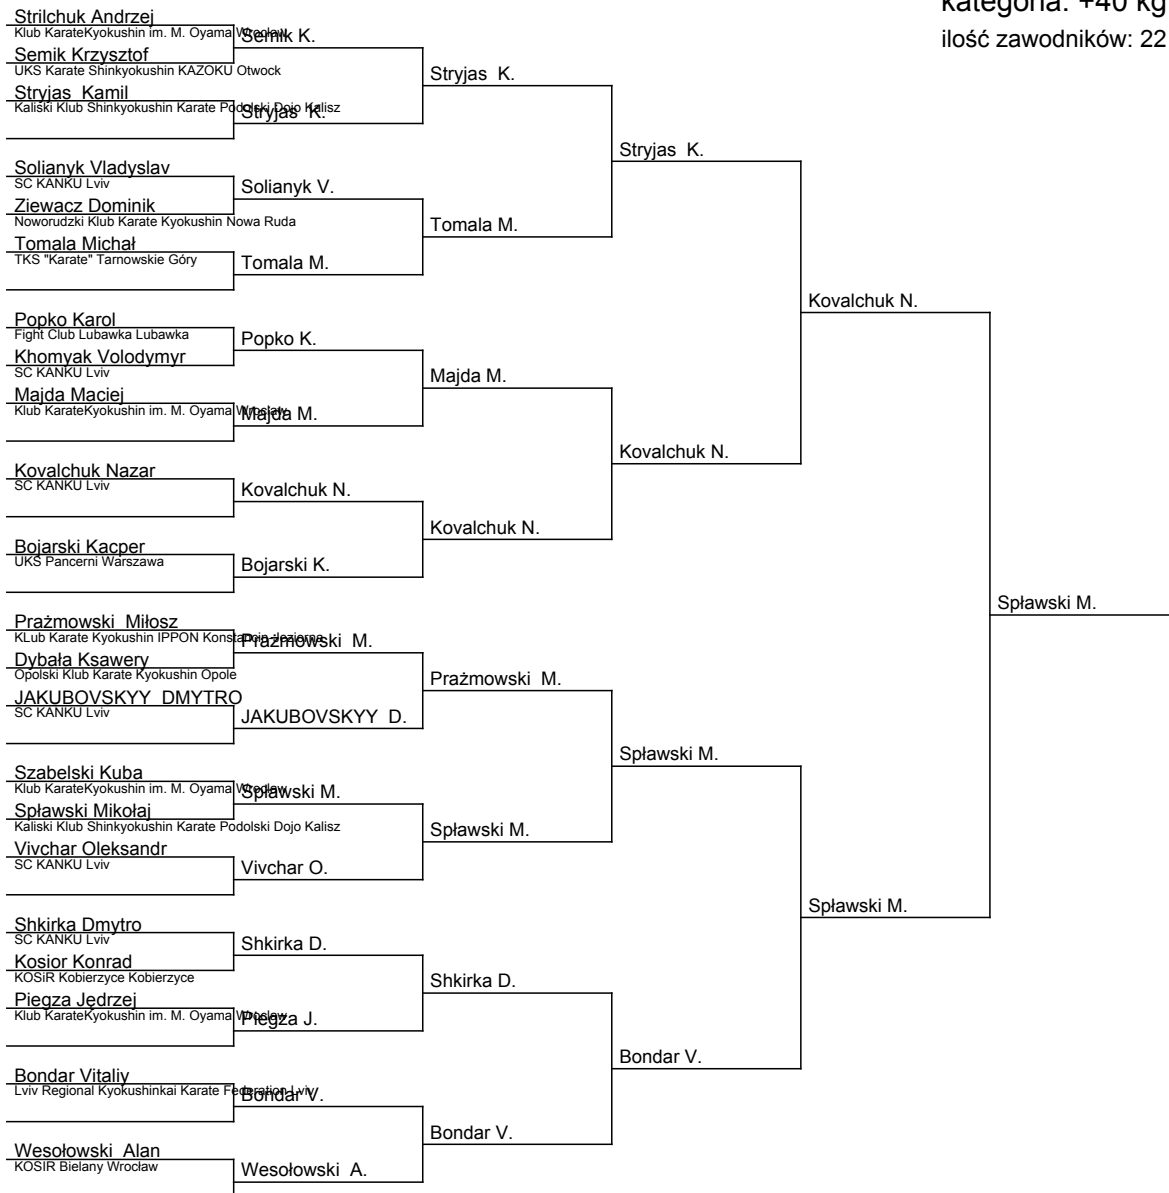 kategoria: +40 kg
ilość zawodników: 22
Strilchuk Andrzej
Klub KarateKyokushin im. M. Oyama Wrocław
Semik K.
Semik Krzysztof
UKS Karate Shinkyokushin KAZOKU Otwock
Stryjas K.
Stryjas Kamil
Kaliski Klub Shinkyokushin Karate Podolski Dojo Kalisz
Stryjas K.
Stryjas K.
Solianyk Vladyslav
SC KANKU Lviv
Solianyk V.
Ziewacz Dominik
Noworudzki Klub Karate Kyokushin Nowa Ruda
Tomala M.
Tomala Michał
TKS "Karate" Tarnowskie Góry
Tomala M.
Kovalchuk N.
Popko Karol
Fight Club Lubawka Lubawka
Popko K.
Khomyak Volodymyr
SC KANKU Lviv
Majda M.
Majda Maciej
Klub KarateKyokushin im. M. Oyama Wrocław
Majda M.
Kovalchuk N.
Kovalchuk Nazar
SC KANKU Lviv
Kovalchuk N.
Kovalchuk N.
Bojarski Kacper
UKS Pancerni Warszawa
Bojarski K.
Spławski M.
Prażmowski Miłosz
KLub Karate Kyokushin IPPON Konstancin-Jeziorna
Prażmowski M.
Dybała Ksawery
Opolski Klub Karate Kyokushin Opole
Prażmowski M.
JAKUBOVSKYY DMYTRO
SC KANKU Lviv
JAKUBOVSKYY D.
Spławski M.
Szabelski Kuba
Klub KarateKyokushin im. M. Oyama Wrocław
Spławski M.
Spławski Mikołaj
Kaliski Klub Shinkyokushin Karate Podolski Dojo Kalisz
Spławski M.
Vivchar Oleksandr
SC KANKU Lviv
Vivchar O.
Spławski M.
Shkirka Dmytro
SC KANKU Lviv
Shkirka D.
Kosior Konrad
KOSiR Kobierzyce Kobierzyce
Shkirka D.
Piegza Jędrzej
Klub KarateKyokushin im. M. Oyama Wrocław
Piegza J.
Bondar V.
Bondar Vitaliy
Lviv Regional Kyokushinkai Karate Federation Lviv
Bondar V.
Bondar V.
Wesołowski Alan
KOSIR Bielany Wrocław
Wesołowski A.